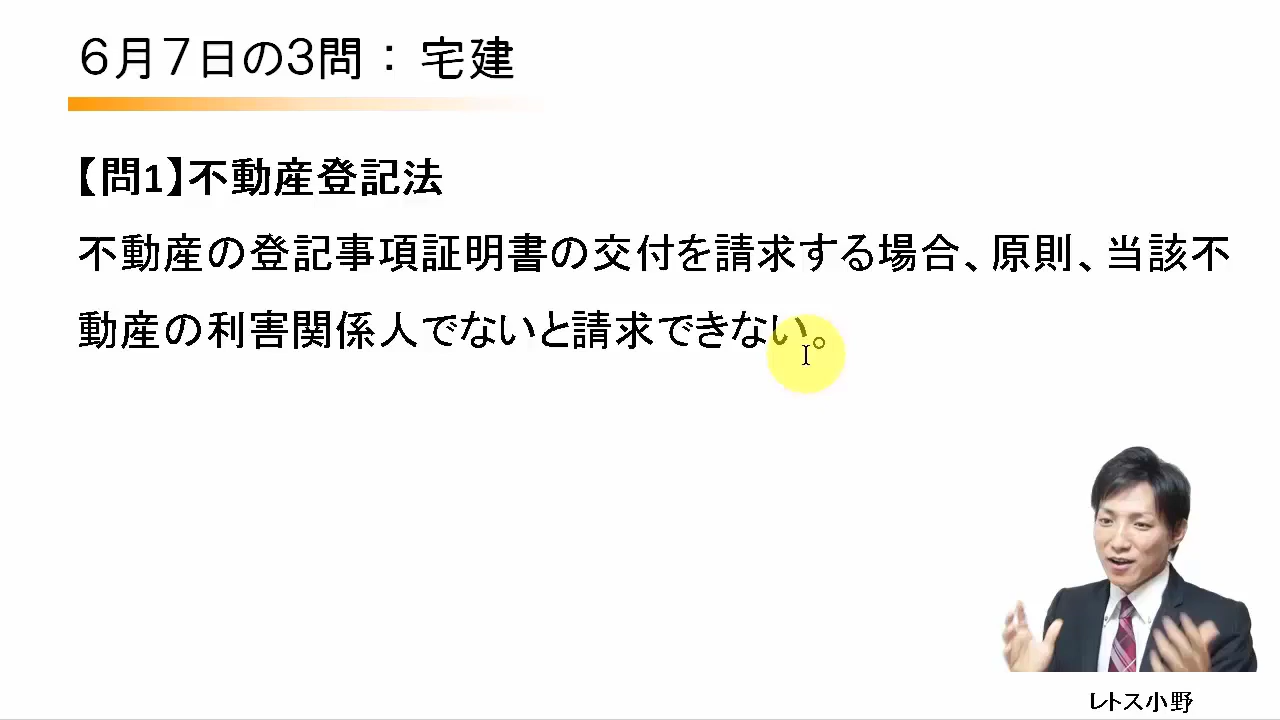 6月7日の3問：宅建
【問1】不動産登記法
不動産の登記事項証明書の交付を請求する場合、原則、当該不
動産の利害関係人でないと請求できない。
レトス小野